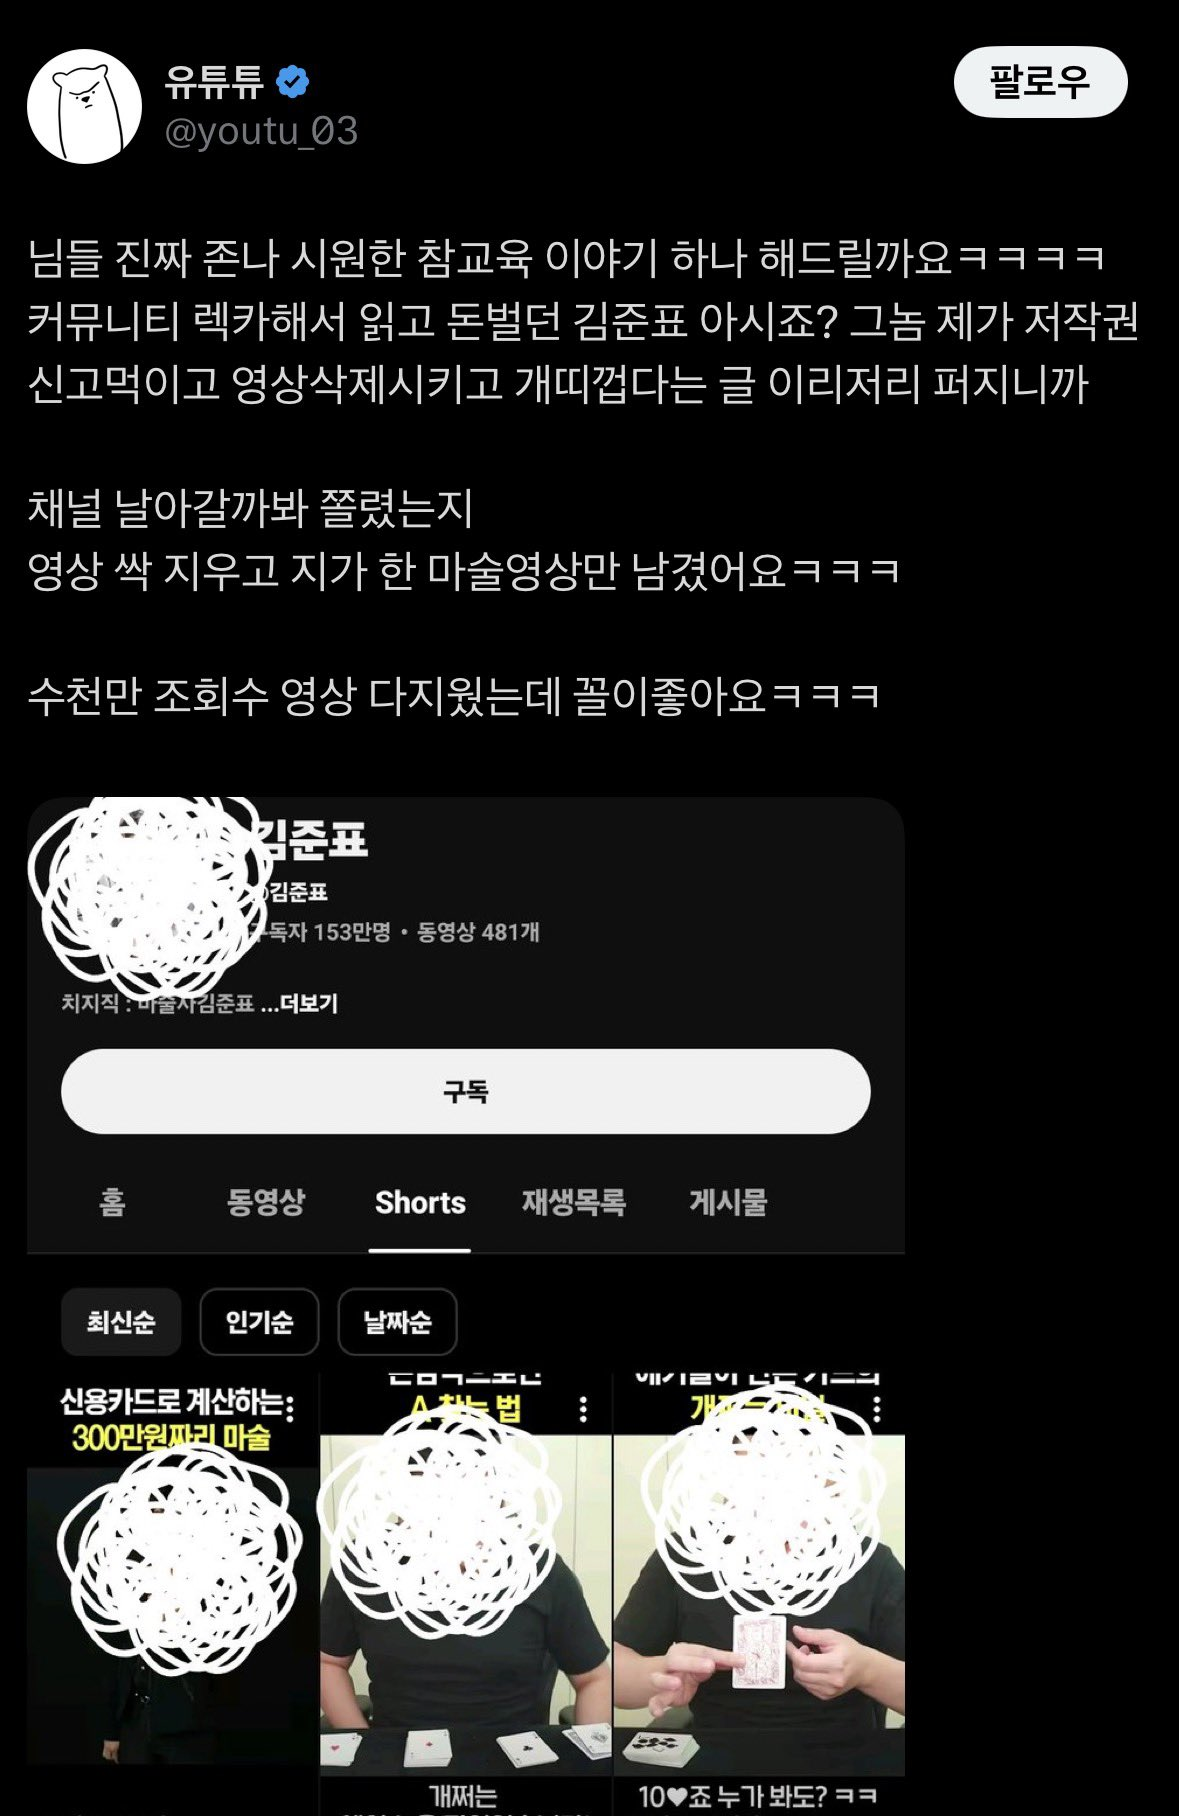 유튜튜
@youtu_03
팔로우
님들 진짜 존나 시원한 참교육 이야기 하나 해드릴까요ㅋㅋㅋㅋ
커뮤니티 렉카해서 읽고 돈벌던 김준표 아시죠? 그놈 제가 저작권
신고먹이고 영상삭제시키고 개띠껍다는 글 이리저리 퍼지니까
채널 날아갈까봐 쫄렸는지
영상 싹 지우고 지가 한 마술영상만 남겼어요ㅋㅋㅋ
수천만 조회수 영상 다지웠는데 꼴이좋아요ㅋㅋㅋ
김준표
@김준표
구독자 153만명 • 동영상 481개
치지직 : 마술사김준표 ...더보기
구독
홈 동영상 Shorts 재생목록 게시물
최신순 인기순 날짜순
신용카드로 계산하는
300만원짜리 마술
A 찾는 법
개쩌는
10♥죠 누가 봐도? ㅋㅋ